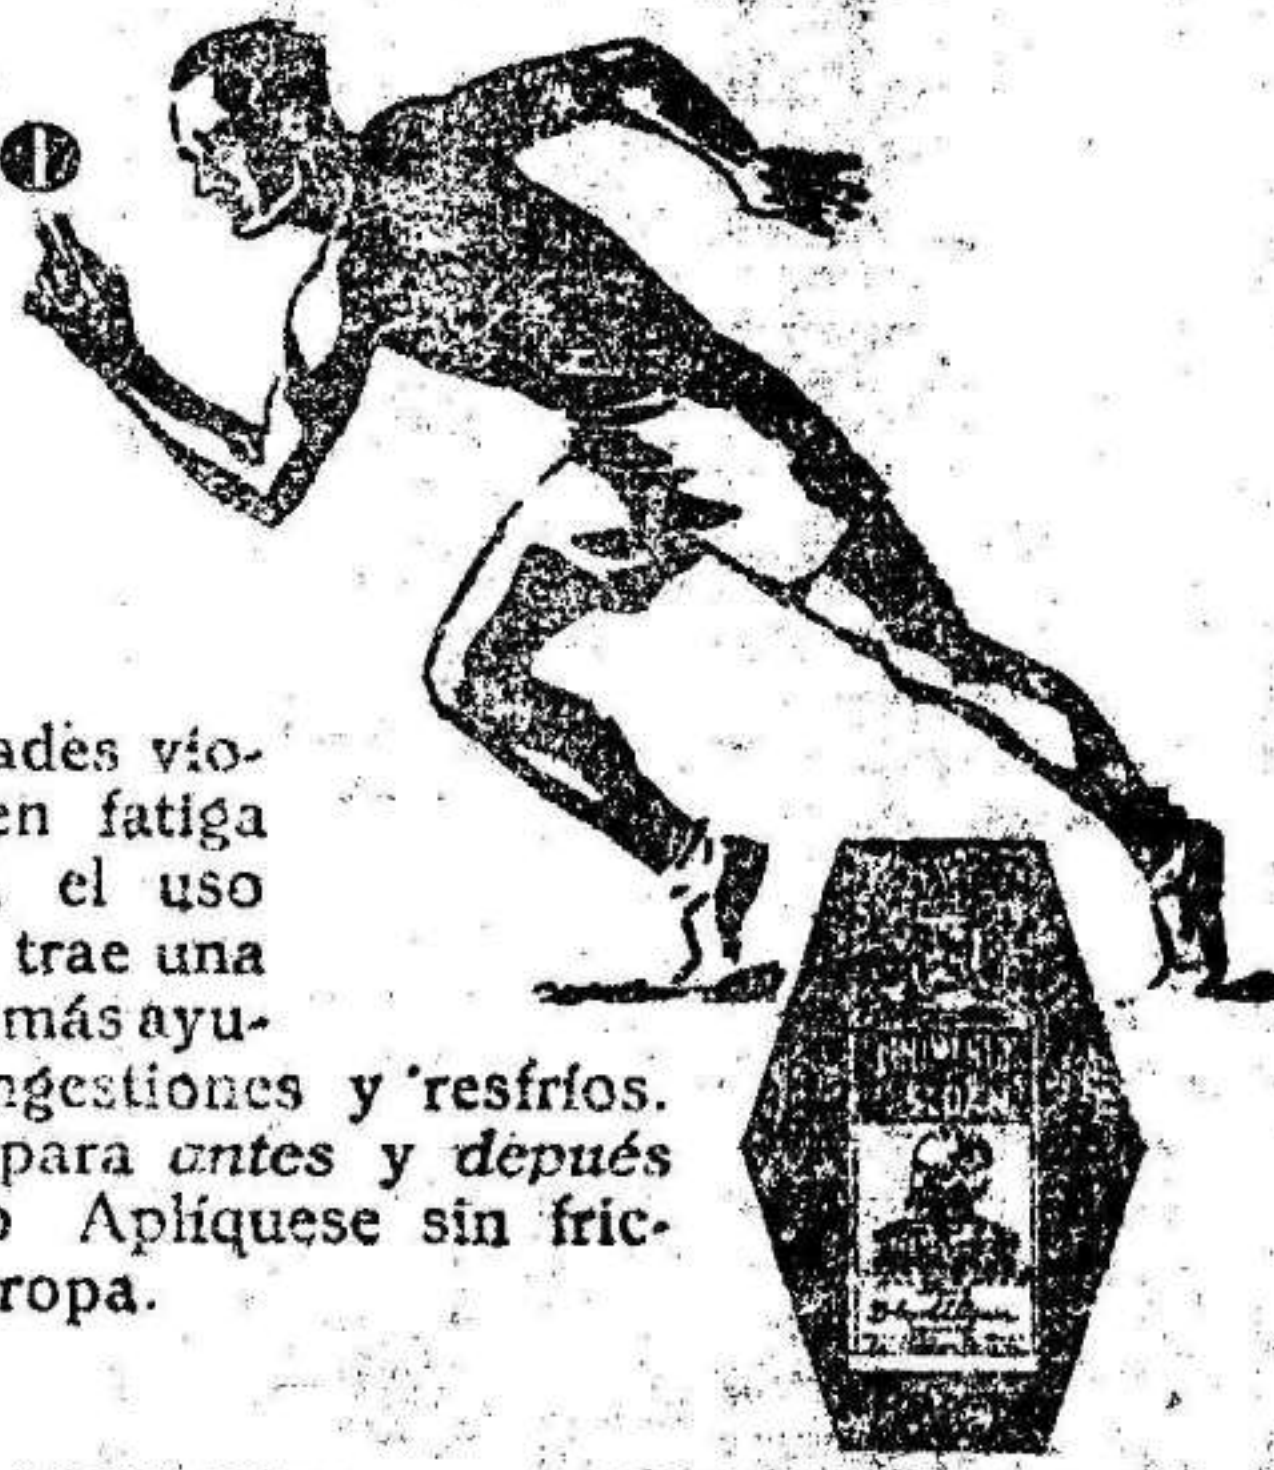 ades vio-
en fatiga
el uso
trae una
más ayu-
ngestiones y resfríos.
para antes y depués
o Aplíquese sin fric-
ropa.